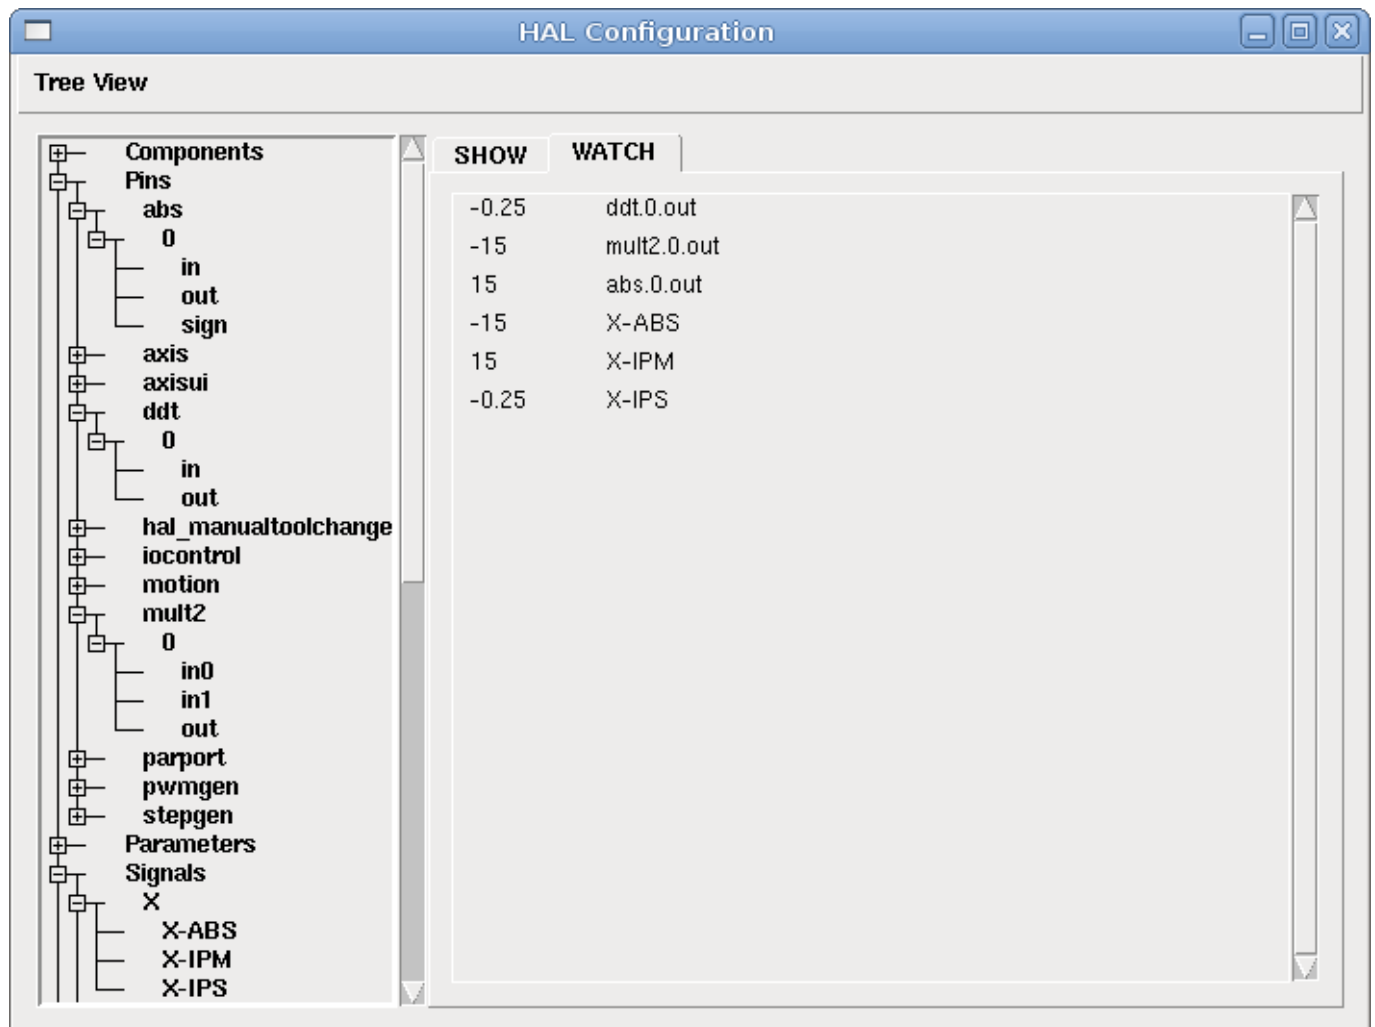 HAL Configuration
Tree View
Components
Pins
abs
0
in
out
sign
axis
axisui
ddt
0
in
out
hal_manualtoolchange
iocontrol
motion
mult2
0
in0
in1
out
parport
pwmgen
stepgen
Parameters
Signals
X
X-ABS
X-IPM
X-IPS
SHOW WATCH
-0.25 ddt.0.out
-15 mult2.0.out
15 abs.0.out
-15 X-ABS
15 X-IPM
-0.25 X-IPS